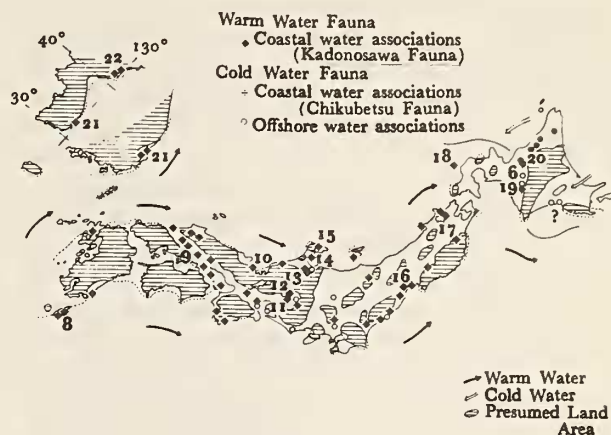 Warm Water Fauna
Coastal water associations
(Kadonosawa Fauna)
Cold Water Fauna
Coastal water associations
(Chikubetsu Fauna)
Offshore water associations
40°
22
130°
30°
21
21
18
20
6
19
?
15
14
17
10
9
13
12
16
11
8
Warm Water
Cold Water
Presumed Land
Area